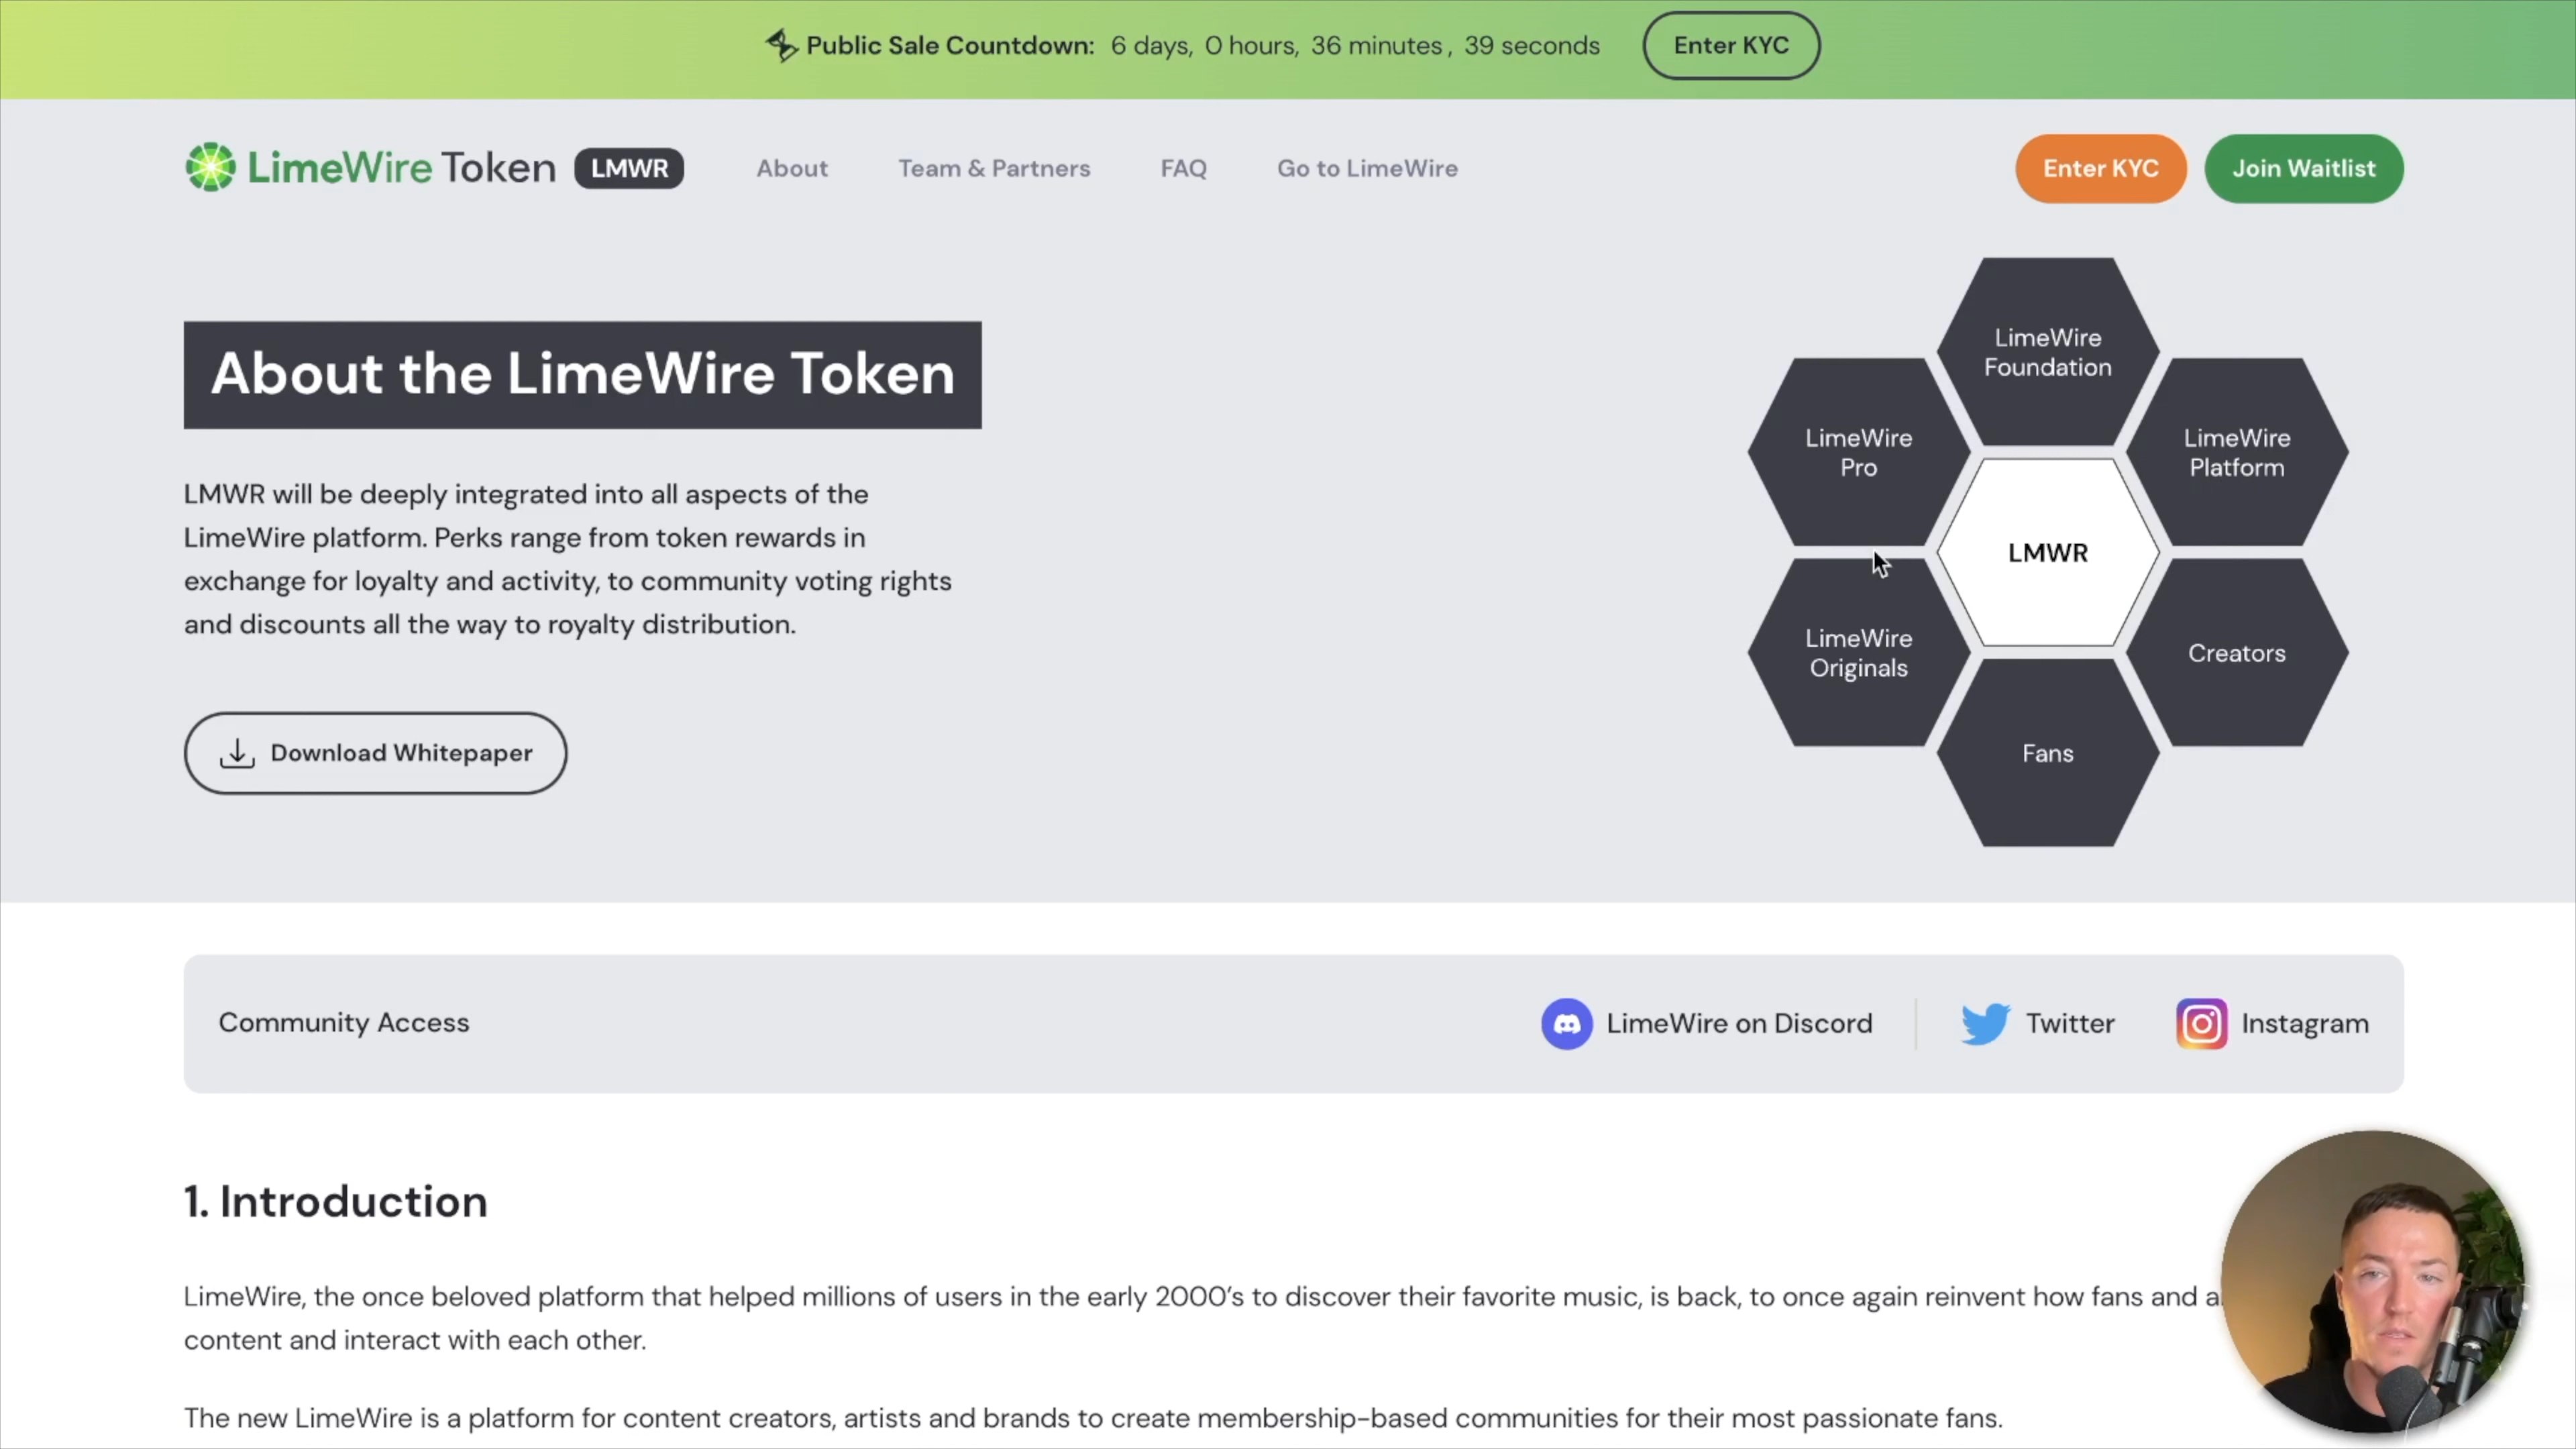 Public Sale Countdown: 6 days, 0 hours, 36 minutes, 39 seconds
Enter KYC
LimeWire Token LMWR
About
Team & Partners
FAQ
Go to LimeWire
Enter KYC
Join Waitlist
About the LimeWire Token
LMWR will be deeply integrated into all aspects of the
LimeWire platform. Perks range from token rewards in
exchange for loyalty and activity, to community voting rights
and discounts all the way to royalty distribution.
Download Whitepaper
LimeWire
Foundation
LimeWire
Pro
LimeWire
Platform
LMWR
LimeWire
Originals
Creators
Fans
Community Access
LimeWire on Discord
Twitter
Instagram
1. Introduction
LimeWire, the once beloved platform that helped millions of users in the early 2000's to discover their favorite music, is back, to once again reinvent how fans and
content and interact with each other.
The new LimeWire is a platform for content creators, artists and brands to create membership-based communities for their most passionate fans.